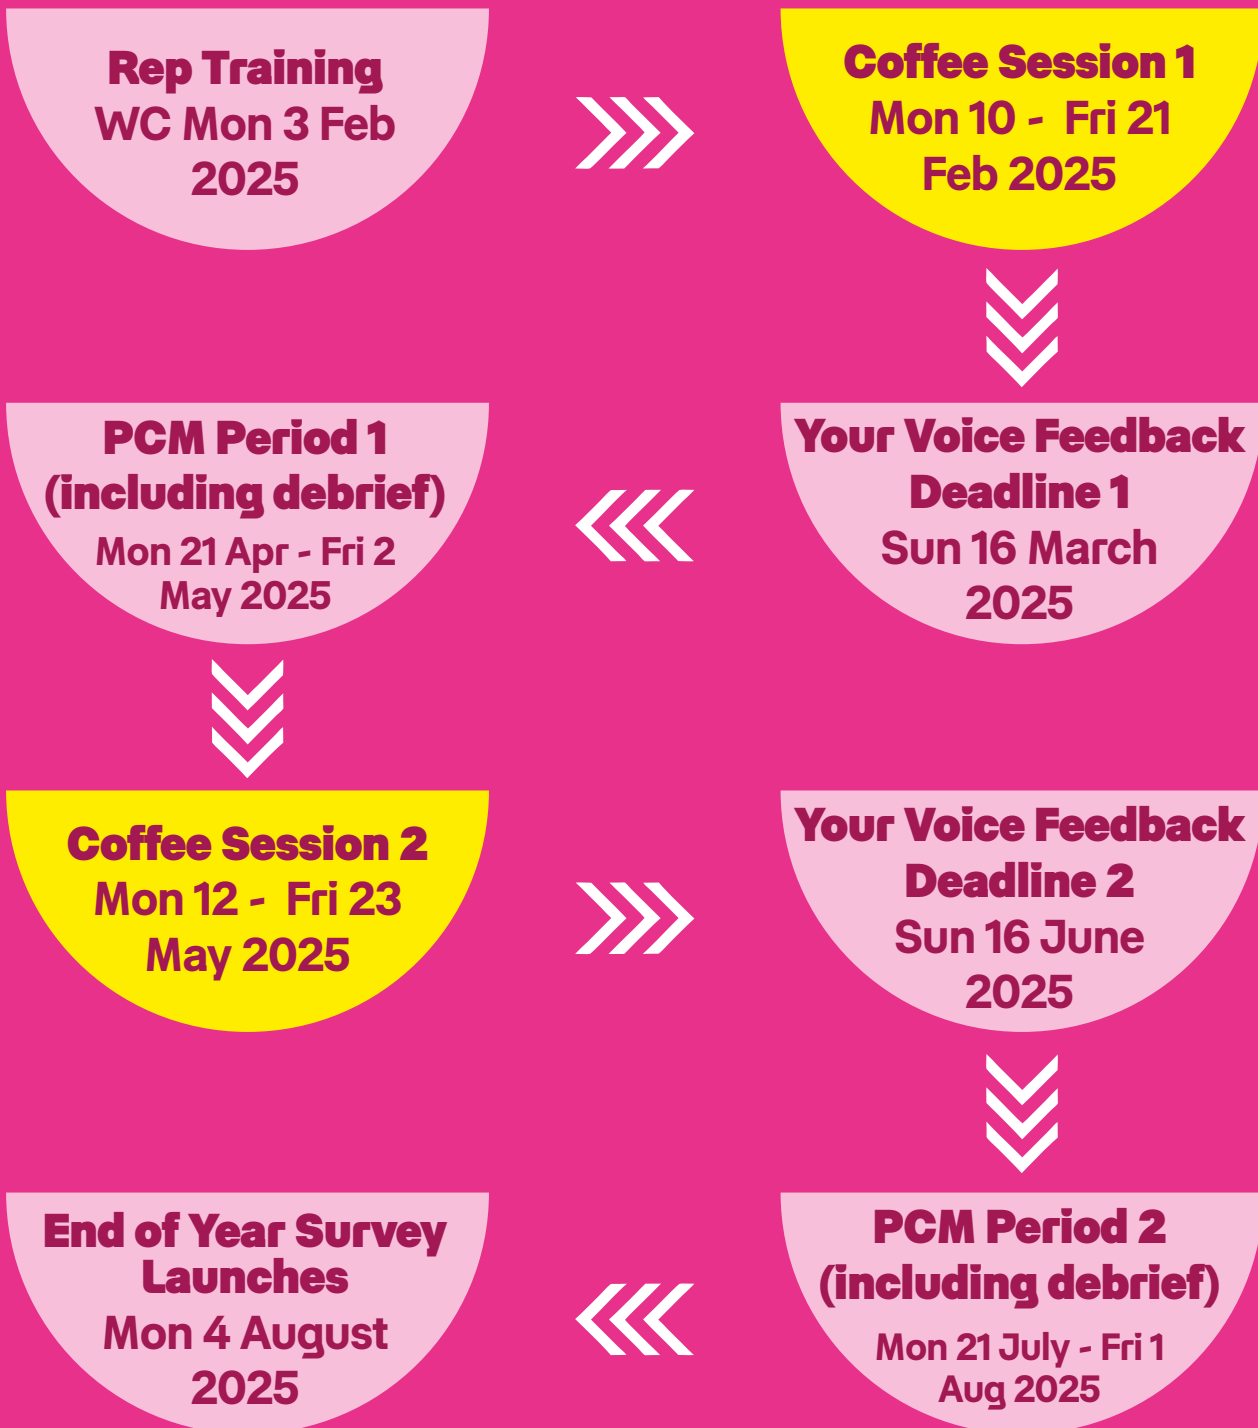 Rep Training
WC Mon 3 Feb
2025
Coffee Session 1
Mon 10 - Fri 21
Feb 2025
Your Voice Feedback
Deadline 1
Sun 16 March
2025
PCM Period 1
(including debrief)
Mon 21 Apr - Fri 2
May 2025
Coffee Session 2
Mon 12 - Fri 23
May 2025
Your Voice Feedback
Deadline 2
Sun 16 June
2025
PCM Period 2
(including debrief)
Mon 21 July - Fri 1
Aug 2025
End of Year Survey
Launches
Mon 4 August
2025